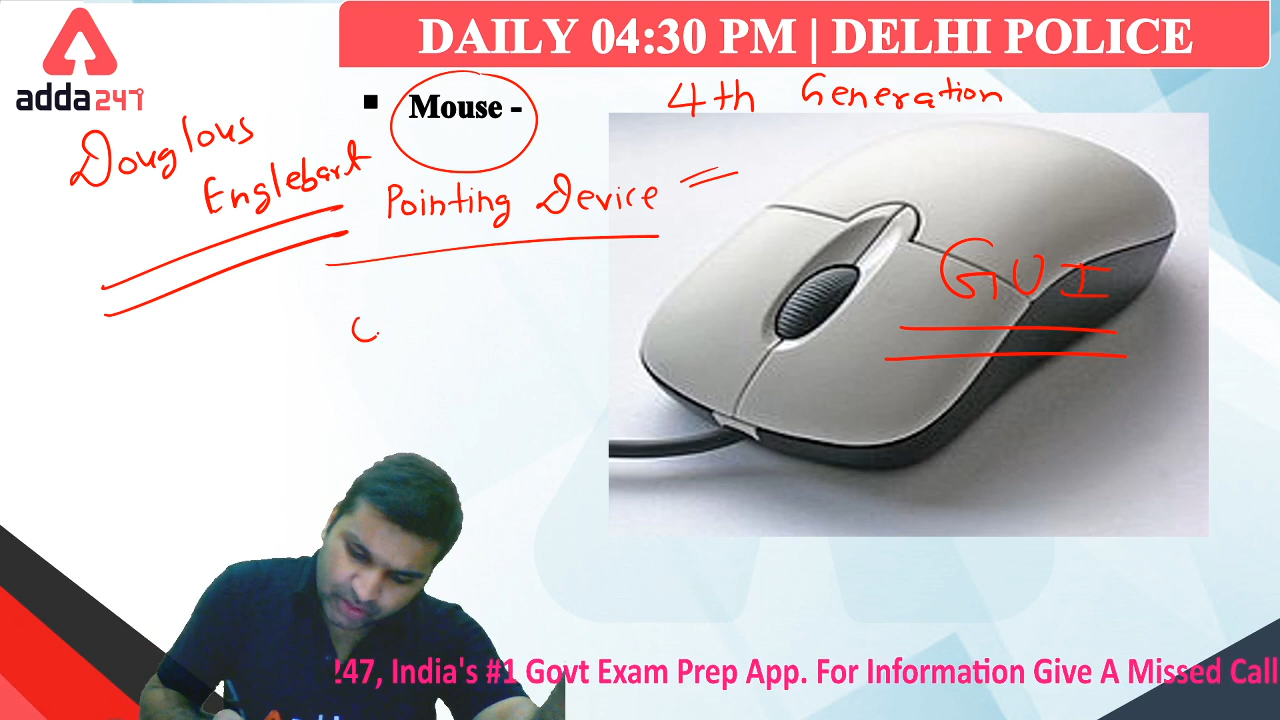 DAILY 04:30 PM | DELHI POLICE
adda247
Mouse -
4th Generation
Douglous
Englebart
Pointing Device
GUI
247, India's #1 Govt Exam Prep App. For Information Give A Missed Call